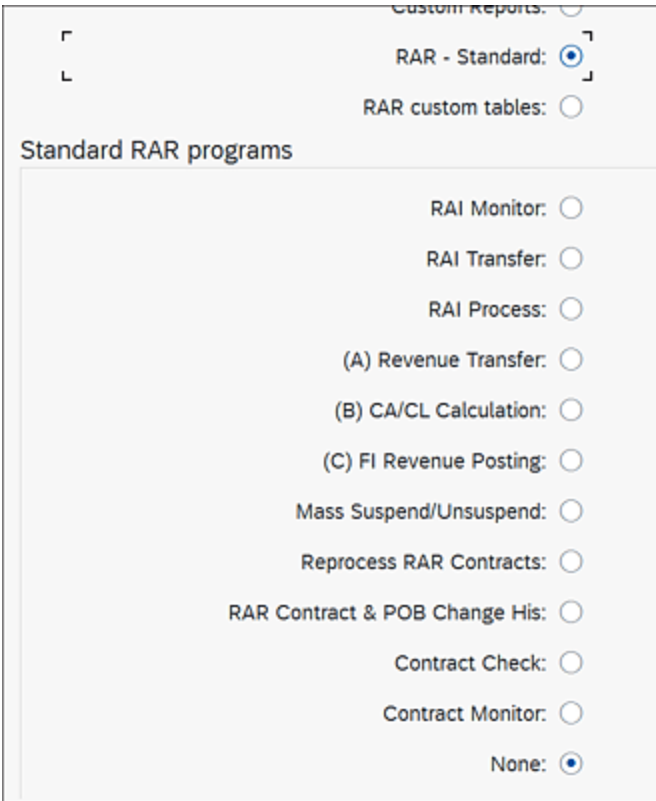 Custom Reports:
RAR - Standard:
RAR custom tables:
Standard RAR programs
RAI Monitor:
RAI Transfer:
RAI Process:
(A) Revenue Transfer:
(B) CA/CL Calculation:
(C) FI Revenue Posting:
Mass Suspend/Unsuspend:
Reprocess RAR Contracts:
RAR Contract & POB Change His:
Contract Check:
Contract Monitor:
None: